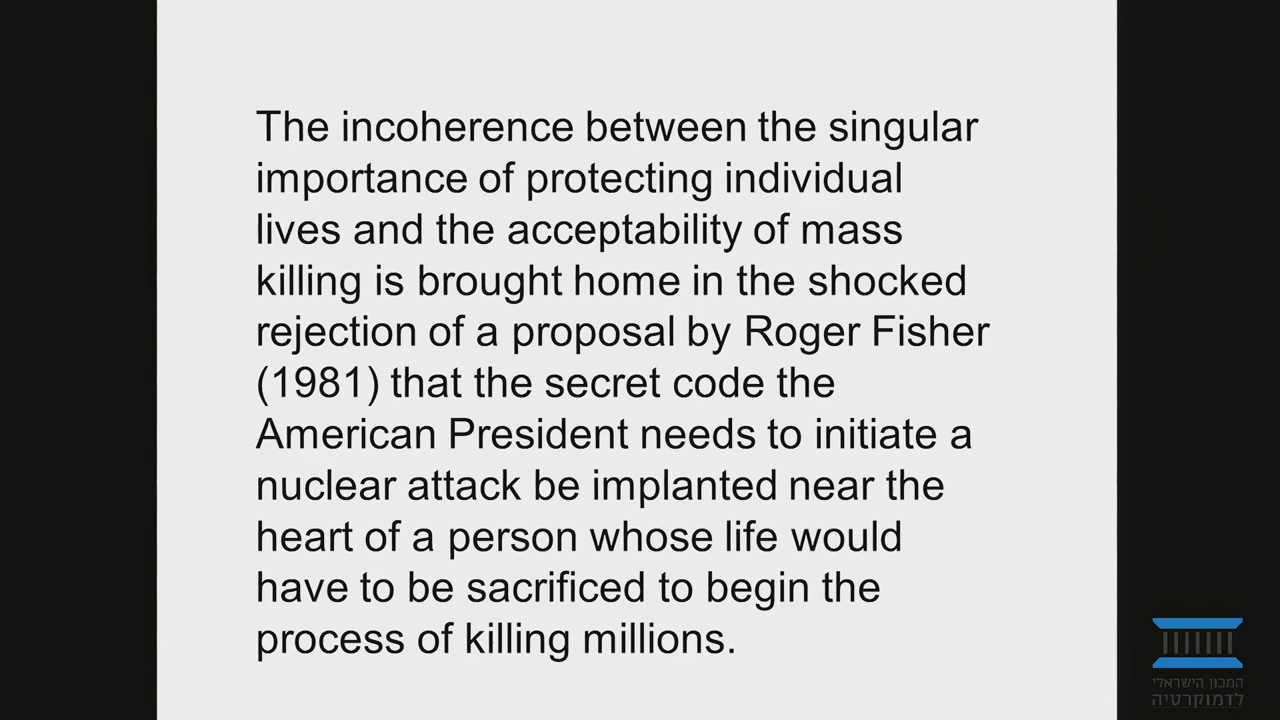 The incoherence between the singular
importance of protecting individual
lives and the acceptability of mass
killing is brought home in the shocked
rejection of a proposal by Roger Fisher
(1981) that the secret code the
American President needs to initiate a
nuclear attack be implanted near the
heart of a person whose life would
have to be sacrificed to begin the
process of killing millions.
המכון הישראלי
לדמוקרטיה